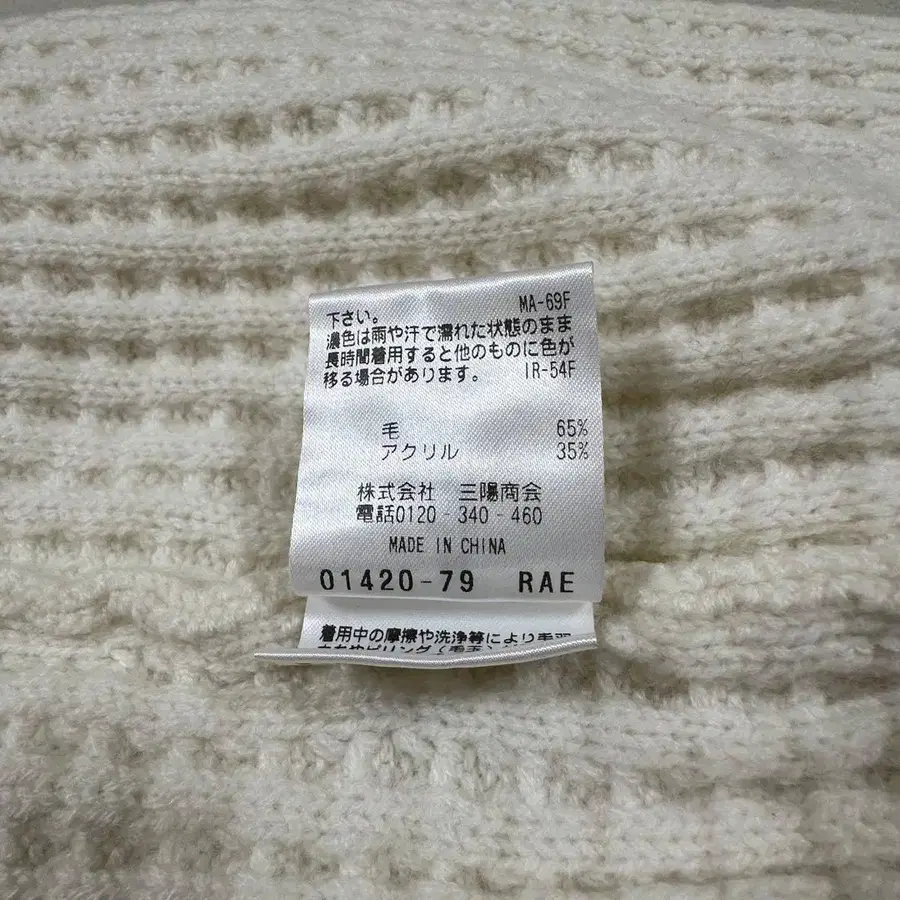 MA-69F
下さい。
濃色は雨や汗で濡れた状態のまま
長時間着用すると他のものに色が
移る場合があります。 IR-54F
毛 65%
アクリル 35%
株式会社 三陽商会
電話0120-340-460
MADE IN CHINA
01420-79 RAE
着用中の摩擦や洗浄等により毛羽